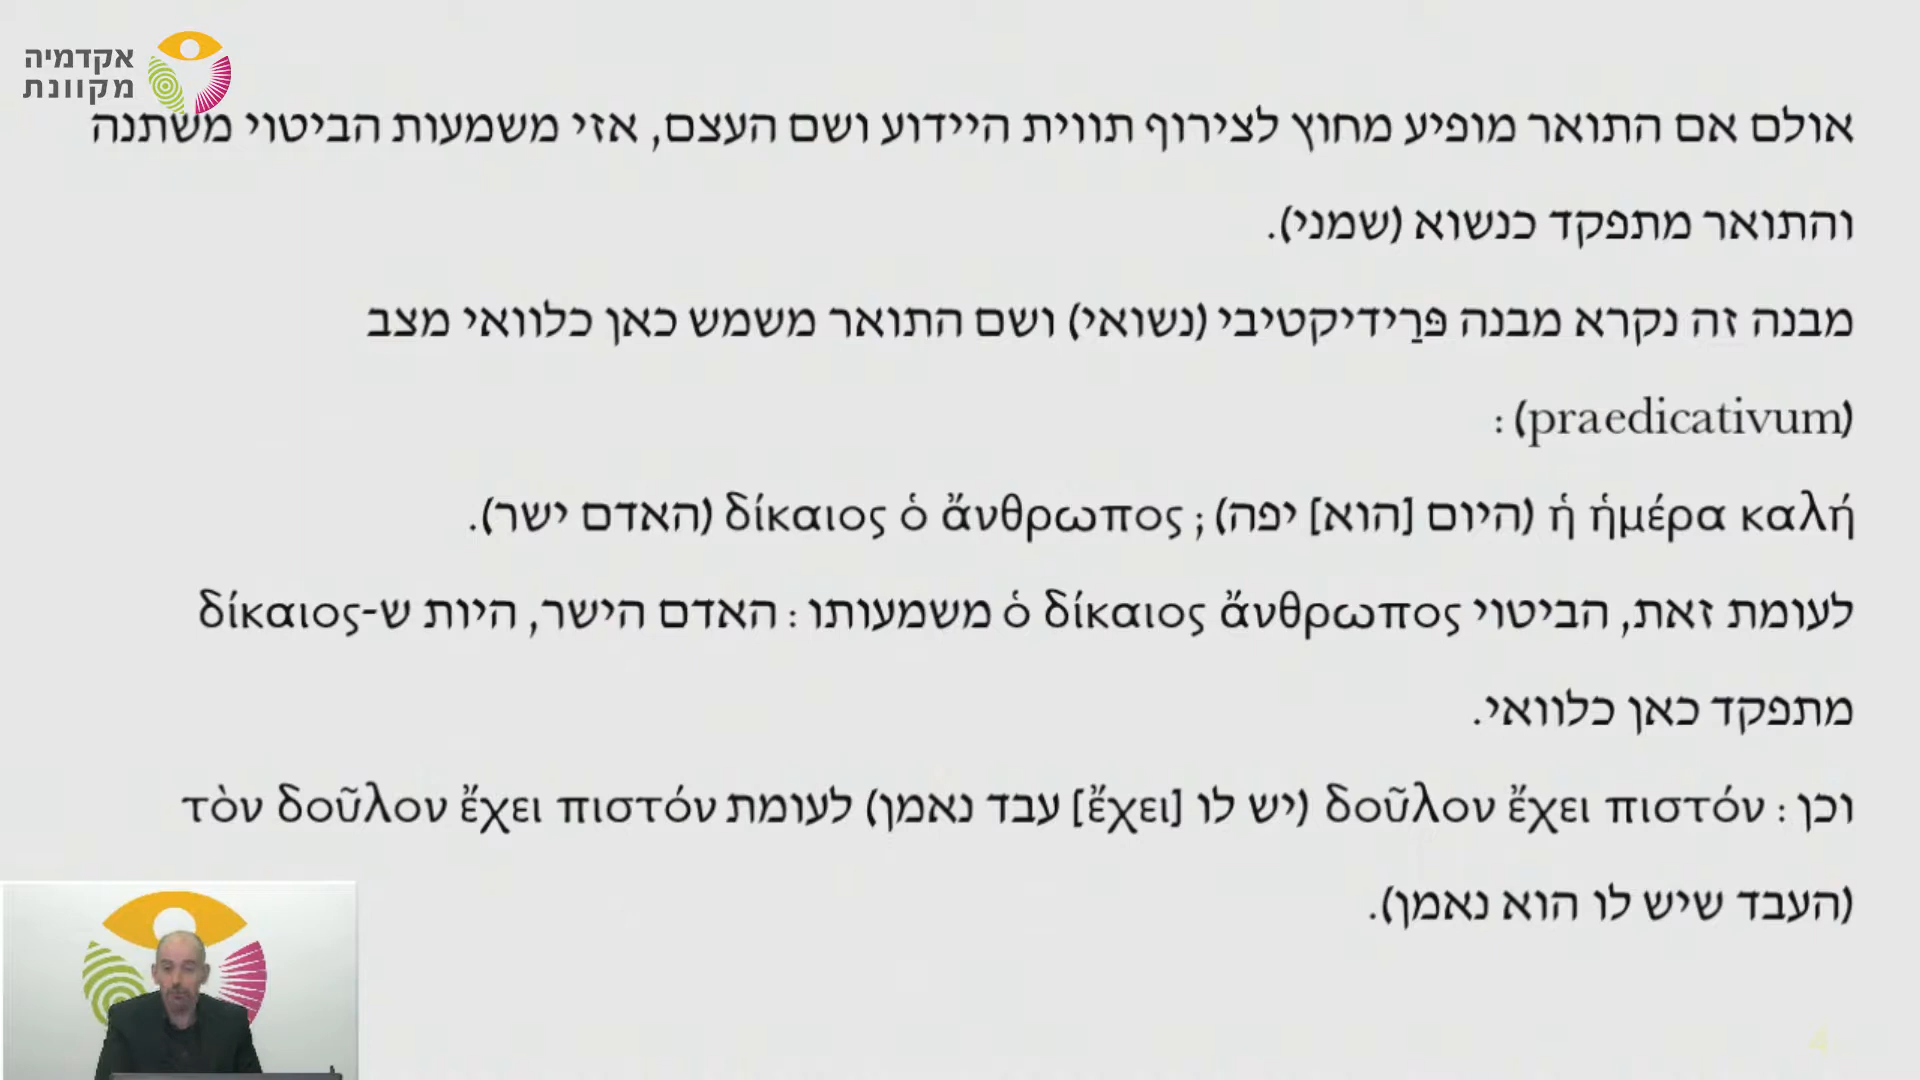 אקדמיה
מקוונת
אולם אם התואר מופיע מחוץ לצירוף תווית היידוע ושם העצם, אזי משמעות הביטוי משתנה
והתואר מתפקד כנשוא (שמני).
מבנה זה נקרא מבנה פְּרֵידיקטיבי (נשואי) ושם התואר משמש כאן כלוואי מצב
(praedicativum) :
ἡ ἡμέρα καλή (היום [הוא] יפה) ; δίκαιος ὁ ἄνθρωπος (האדם ישר).
לעומת זאת, הביטוי ὁ δίκαιος ἄνθρωπος משמעותו : האדם הישר, היות ש-δίκαιος
מתפקד כאן כלוואי.
וכן : δοῦλον ἔχει πιστόν (יש לו [ἔχει] עבד נאמן) לעומת τὸν δοῦλον ἔχει πιστόν
(העבד שיש לו הוא נאמן).
4